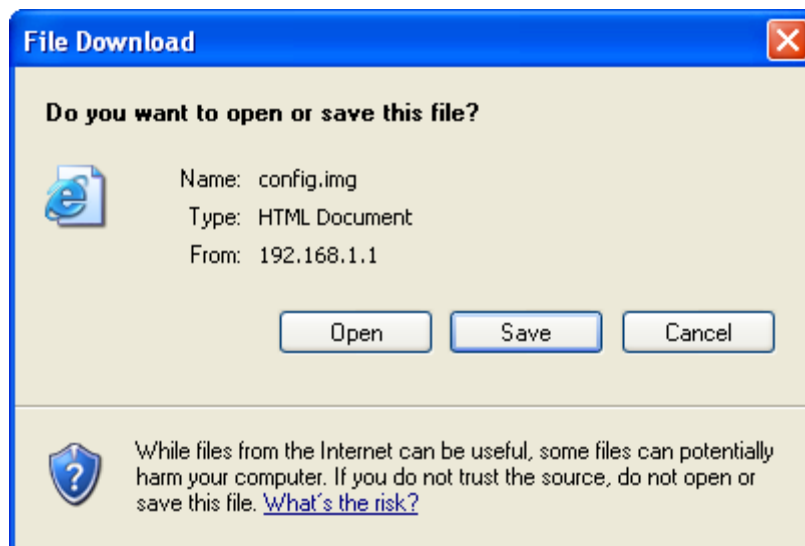 File Download
Do you want to open or save this file?
Name: config.img
Type: HTML Document
From: 192.168.1.1
Open Save Cancel
While files from the Internet can be useful, some files can potentially
harm your computer. If you do not trust the source, do not open or
save this file. What's the risk?